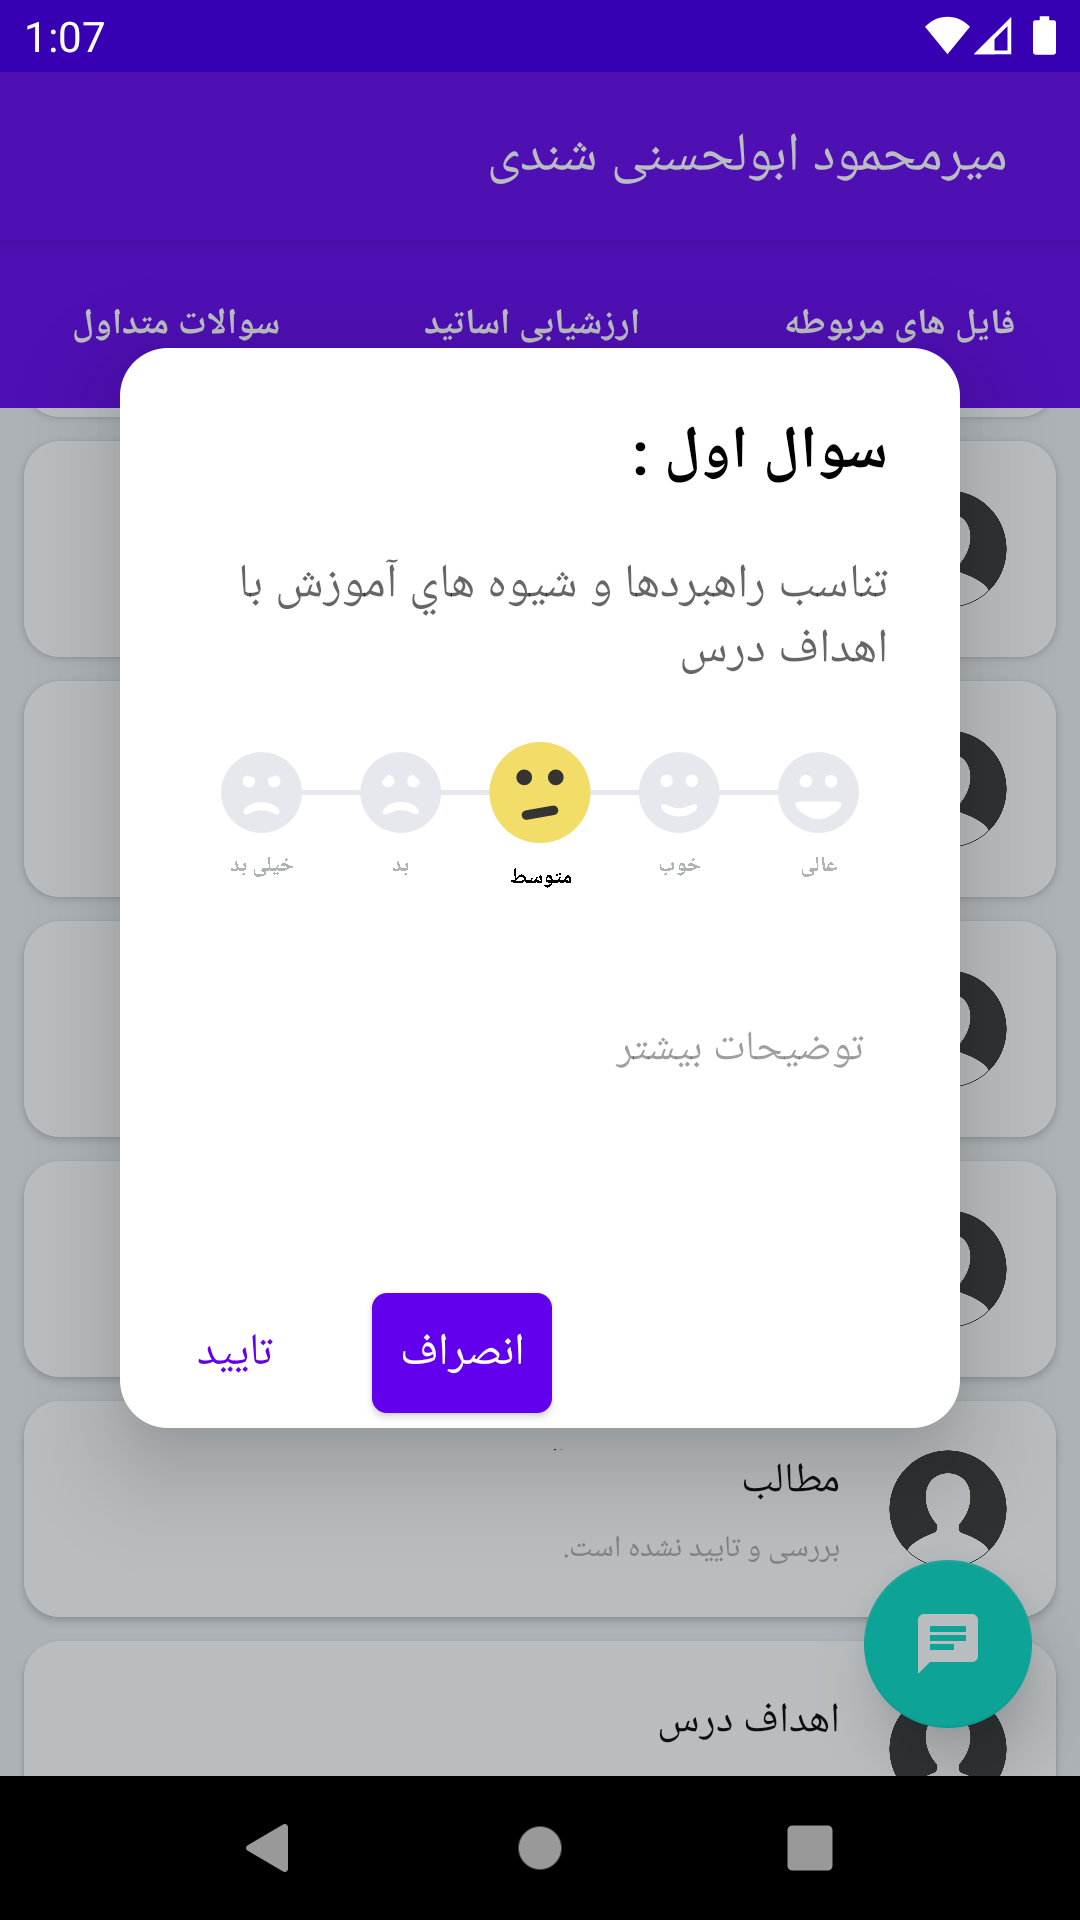 1:07
میرمحمود ابولحسنی شندی
فایل های مربوطه
ارزشیابی اساتید
سوالات متداول
سوال اول :
تناسب راهبردها و شيوه هاي آموزش با
اهداف درس
خیلی بد
بد
متوسط
خوب
عالی
توضیحات بیشتر
انصراف
تایید
مطالب
بررسی و تایید نشده است.
اهداف درس